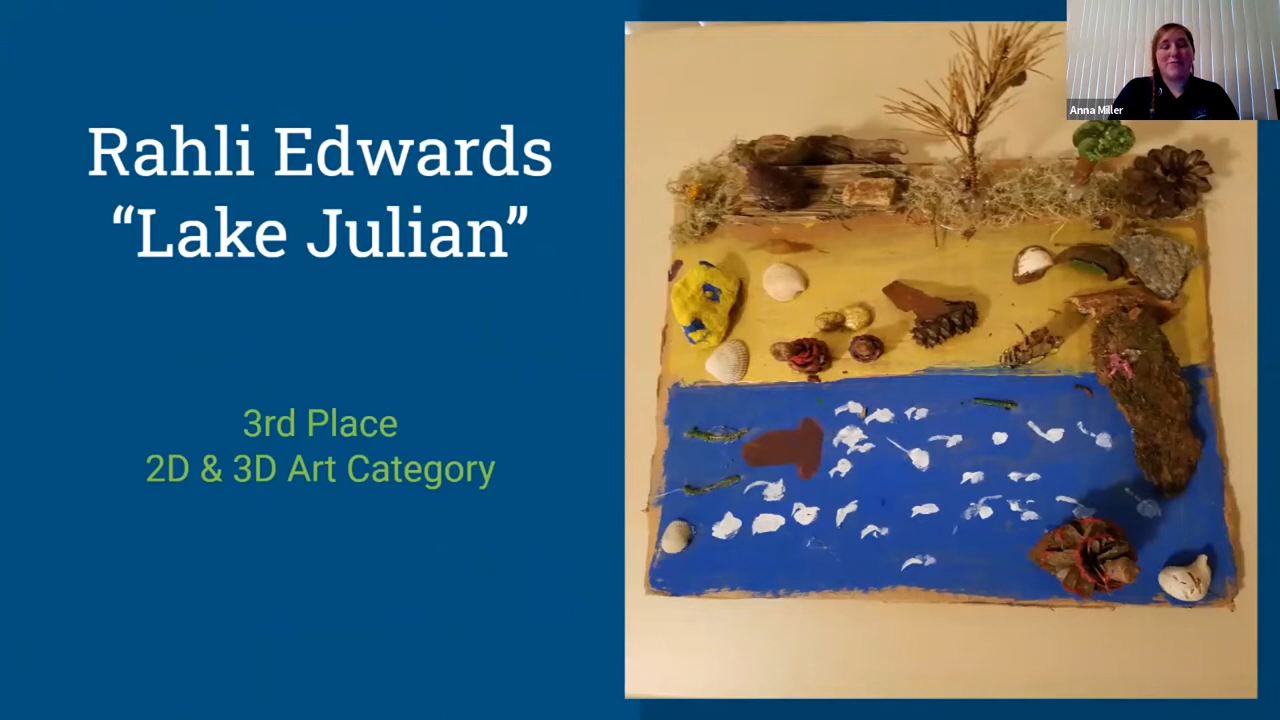 Rahli Edwards
“Lake Julian”
3rd Place
2D & 3D Art Category
Anna Miller